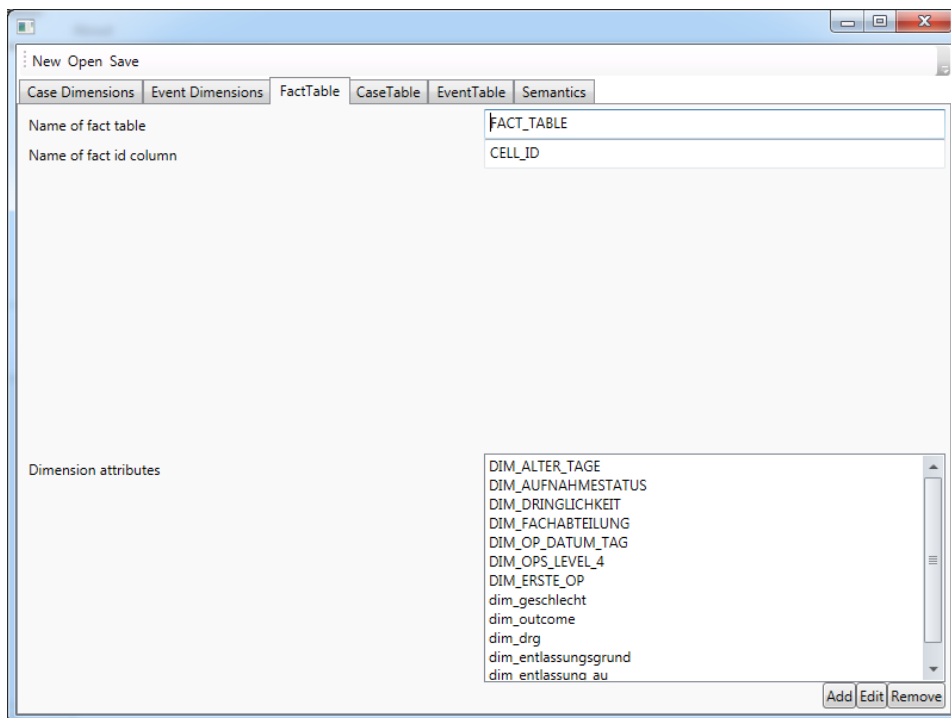 New Open Save
Case Dimensions Event Dimensions FactTable CaseTable EventTable Semantics
Name of fact table FACT_TABLE
Name of fact id column CELL_ID
Dimension attributes DIM_ALTER_TAGE
DIM_AUFNAHMESTATUS
DIM_DRINGLICHKEIT
DIM_FACHABTEILUNG
DIM_OP_DATUM_TAG
DIM_OPS_LEVEL_4
DIM_ERSTE_OP
dim_geschlecht
dim_outcome
dim_drg
dim_entlassungsgrund
dim_entlassung_au
Add Edit Remove